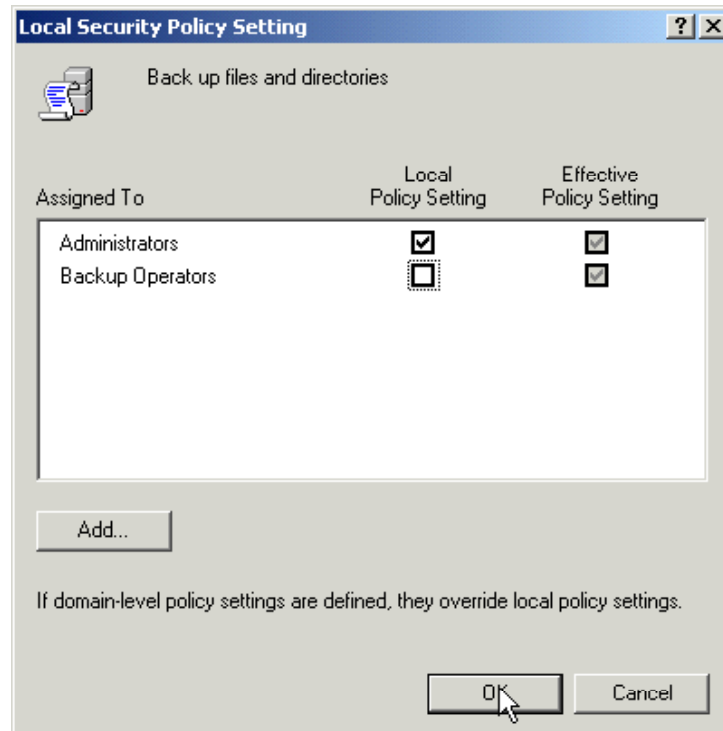 Local Security Policy Setting
Back up files and directories
Assigned To
Local
Policy Setting
Effective
Policy Setting
Administrators
Backup Operators
Add...
If domain-level policy settings are defined, they override local policy settings.
OK
Cancel